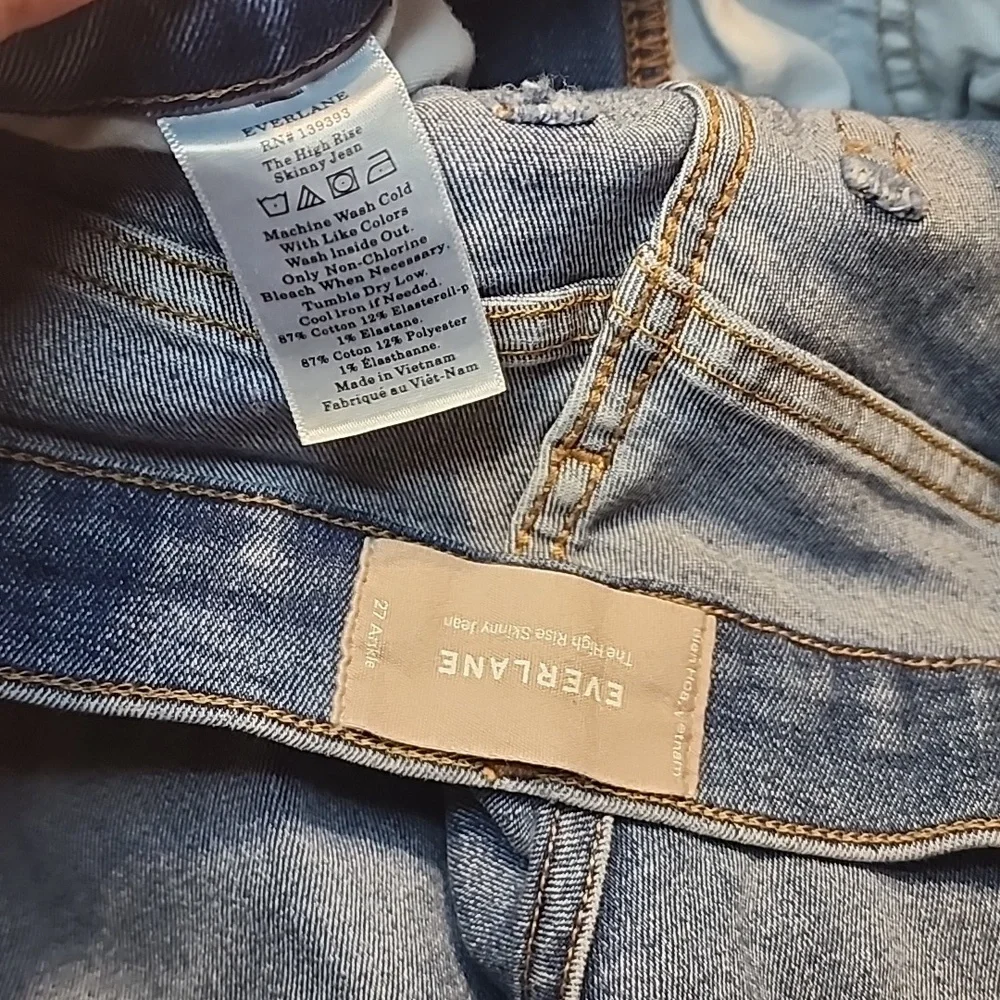 EVERLANE
RN# 139393
The High Rise
Skinny Jean
Machine Wash Cold
With Like Colors
Wash Inside Out.
Only Non-Chlorine
Bleach When Necessary.
Tumble Dry Low.
Cool Iron if Needed.
87% Cotton 12% Elasterell-p
1% Elastane.
87% Coton 12% Polyester
1% Élasthanne.
Made in Vietnam
Fabriqué au Viêt-Nam
EVERLANE
The High Rise Skinny Jean
27 Ankle
Hoa, Vietnam